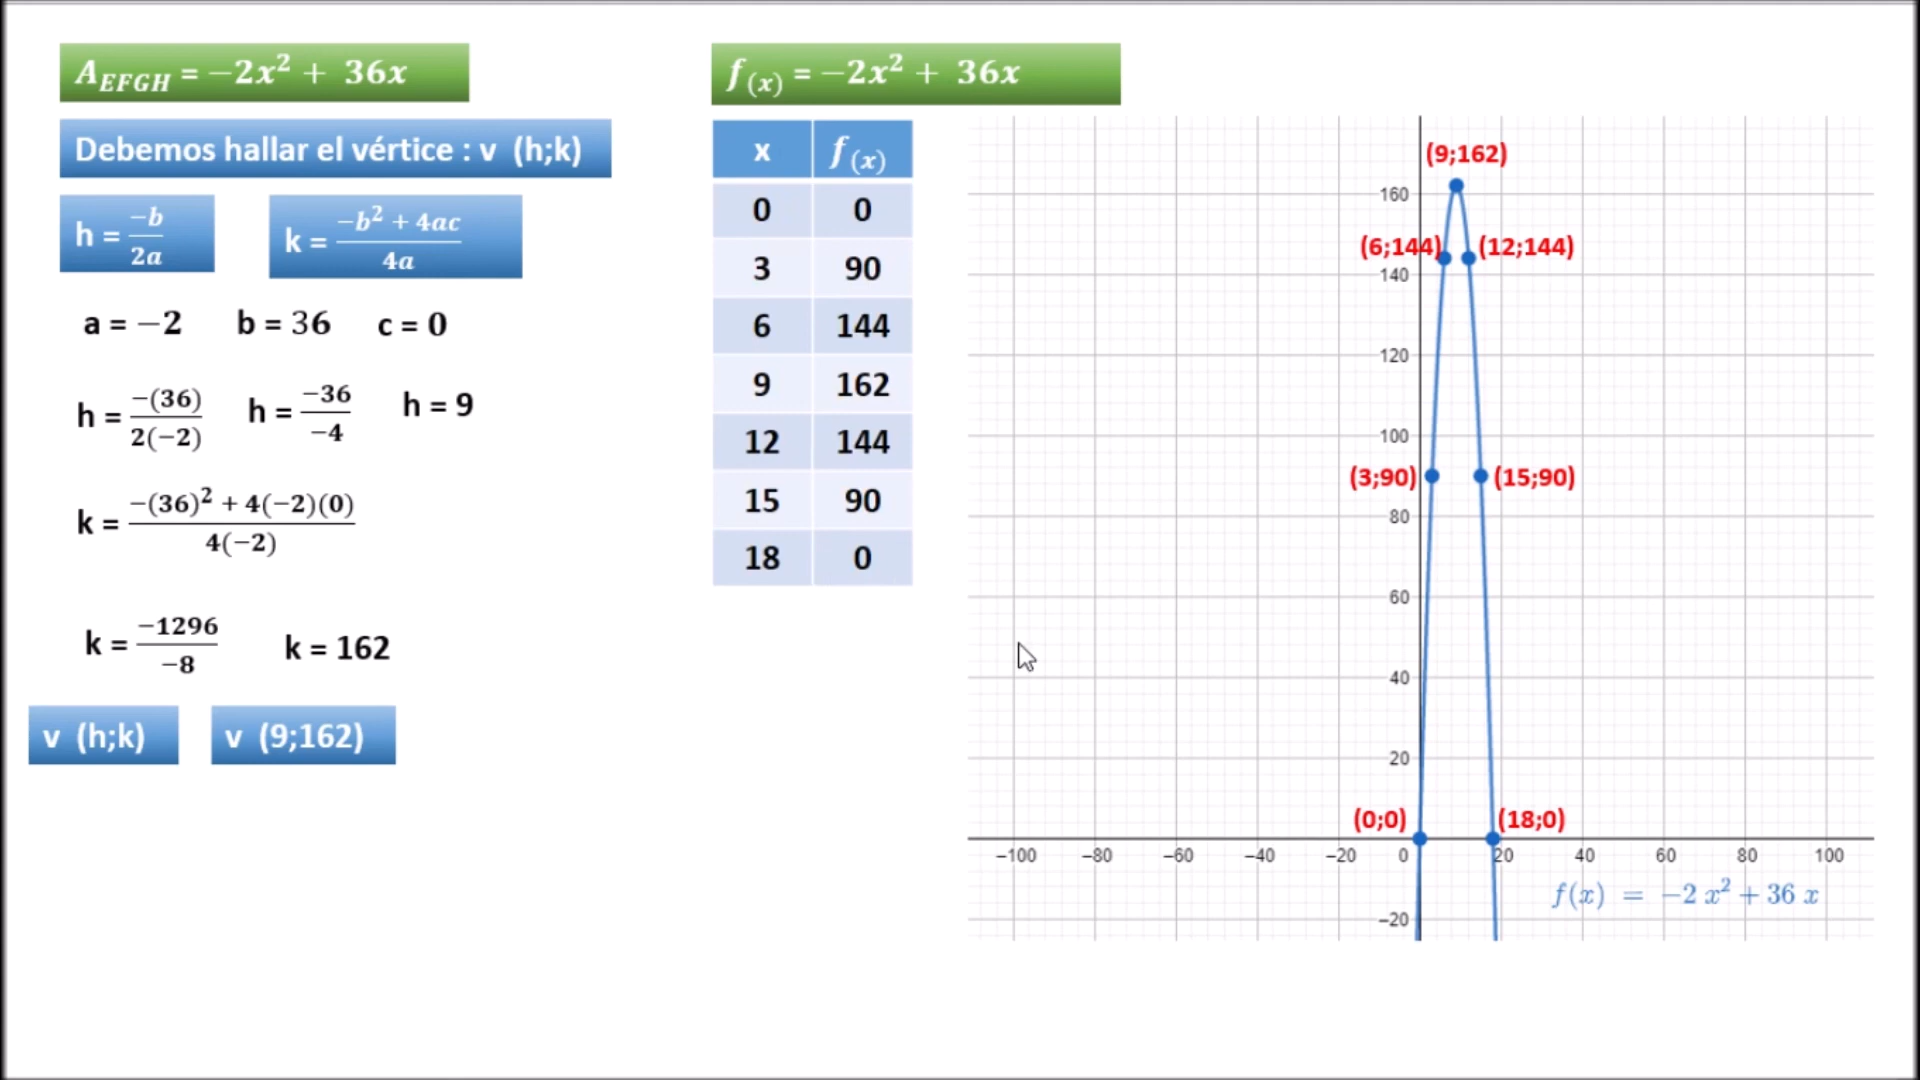 A_EFGH = −2x² + 36x
Debemos hallar el vértice : v (h;k)
h = −b/2a
k = (−b² + 4ac)/4a
a = −2 b = 36 c = 0
h = −(36)/2(−2) h = −36/−4 h = 9
k = (−(36)² + 4(−2)(0))/4(−2)
k = −1296/−8 k = 162
v (h;k) v (9;162)
f(x) = −2x² + 36x
x f(x)
0 0
3 90
6 144
9 162
12 144
15 90
18 0
(9;162)
160
(6;144) (12;144)
140
120
100
(3;90) (15;90)
80
60
40
20
(0;0) (18;0)
−100 −80 −60 −40 −20 0 20 40 60 80 100
f(x) = −2 x² + 36 x
−20